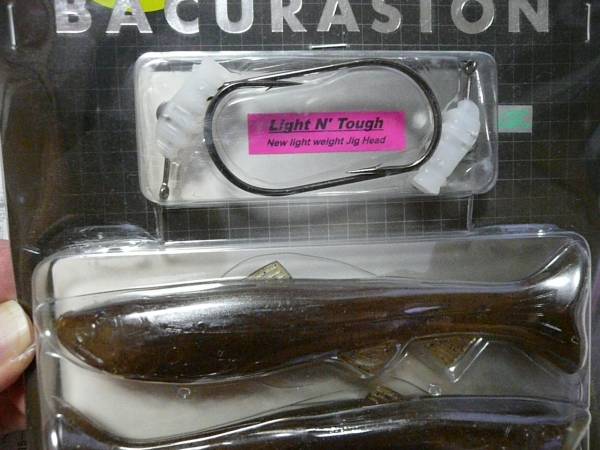 BACURASION
Light N' Tough
New light weight Jig Head